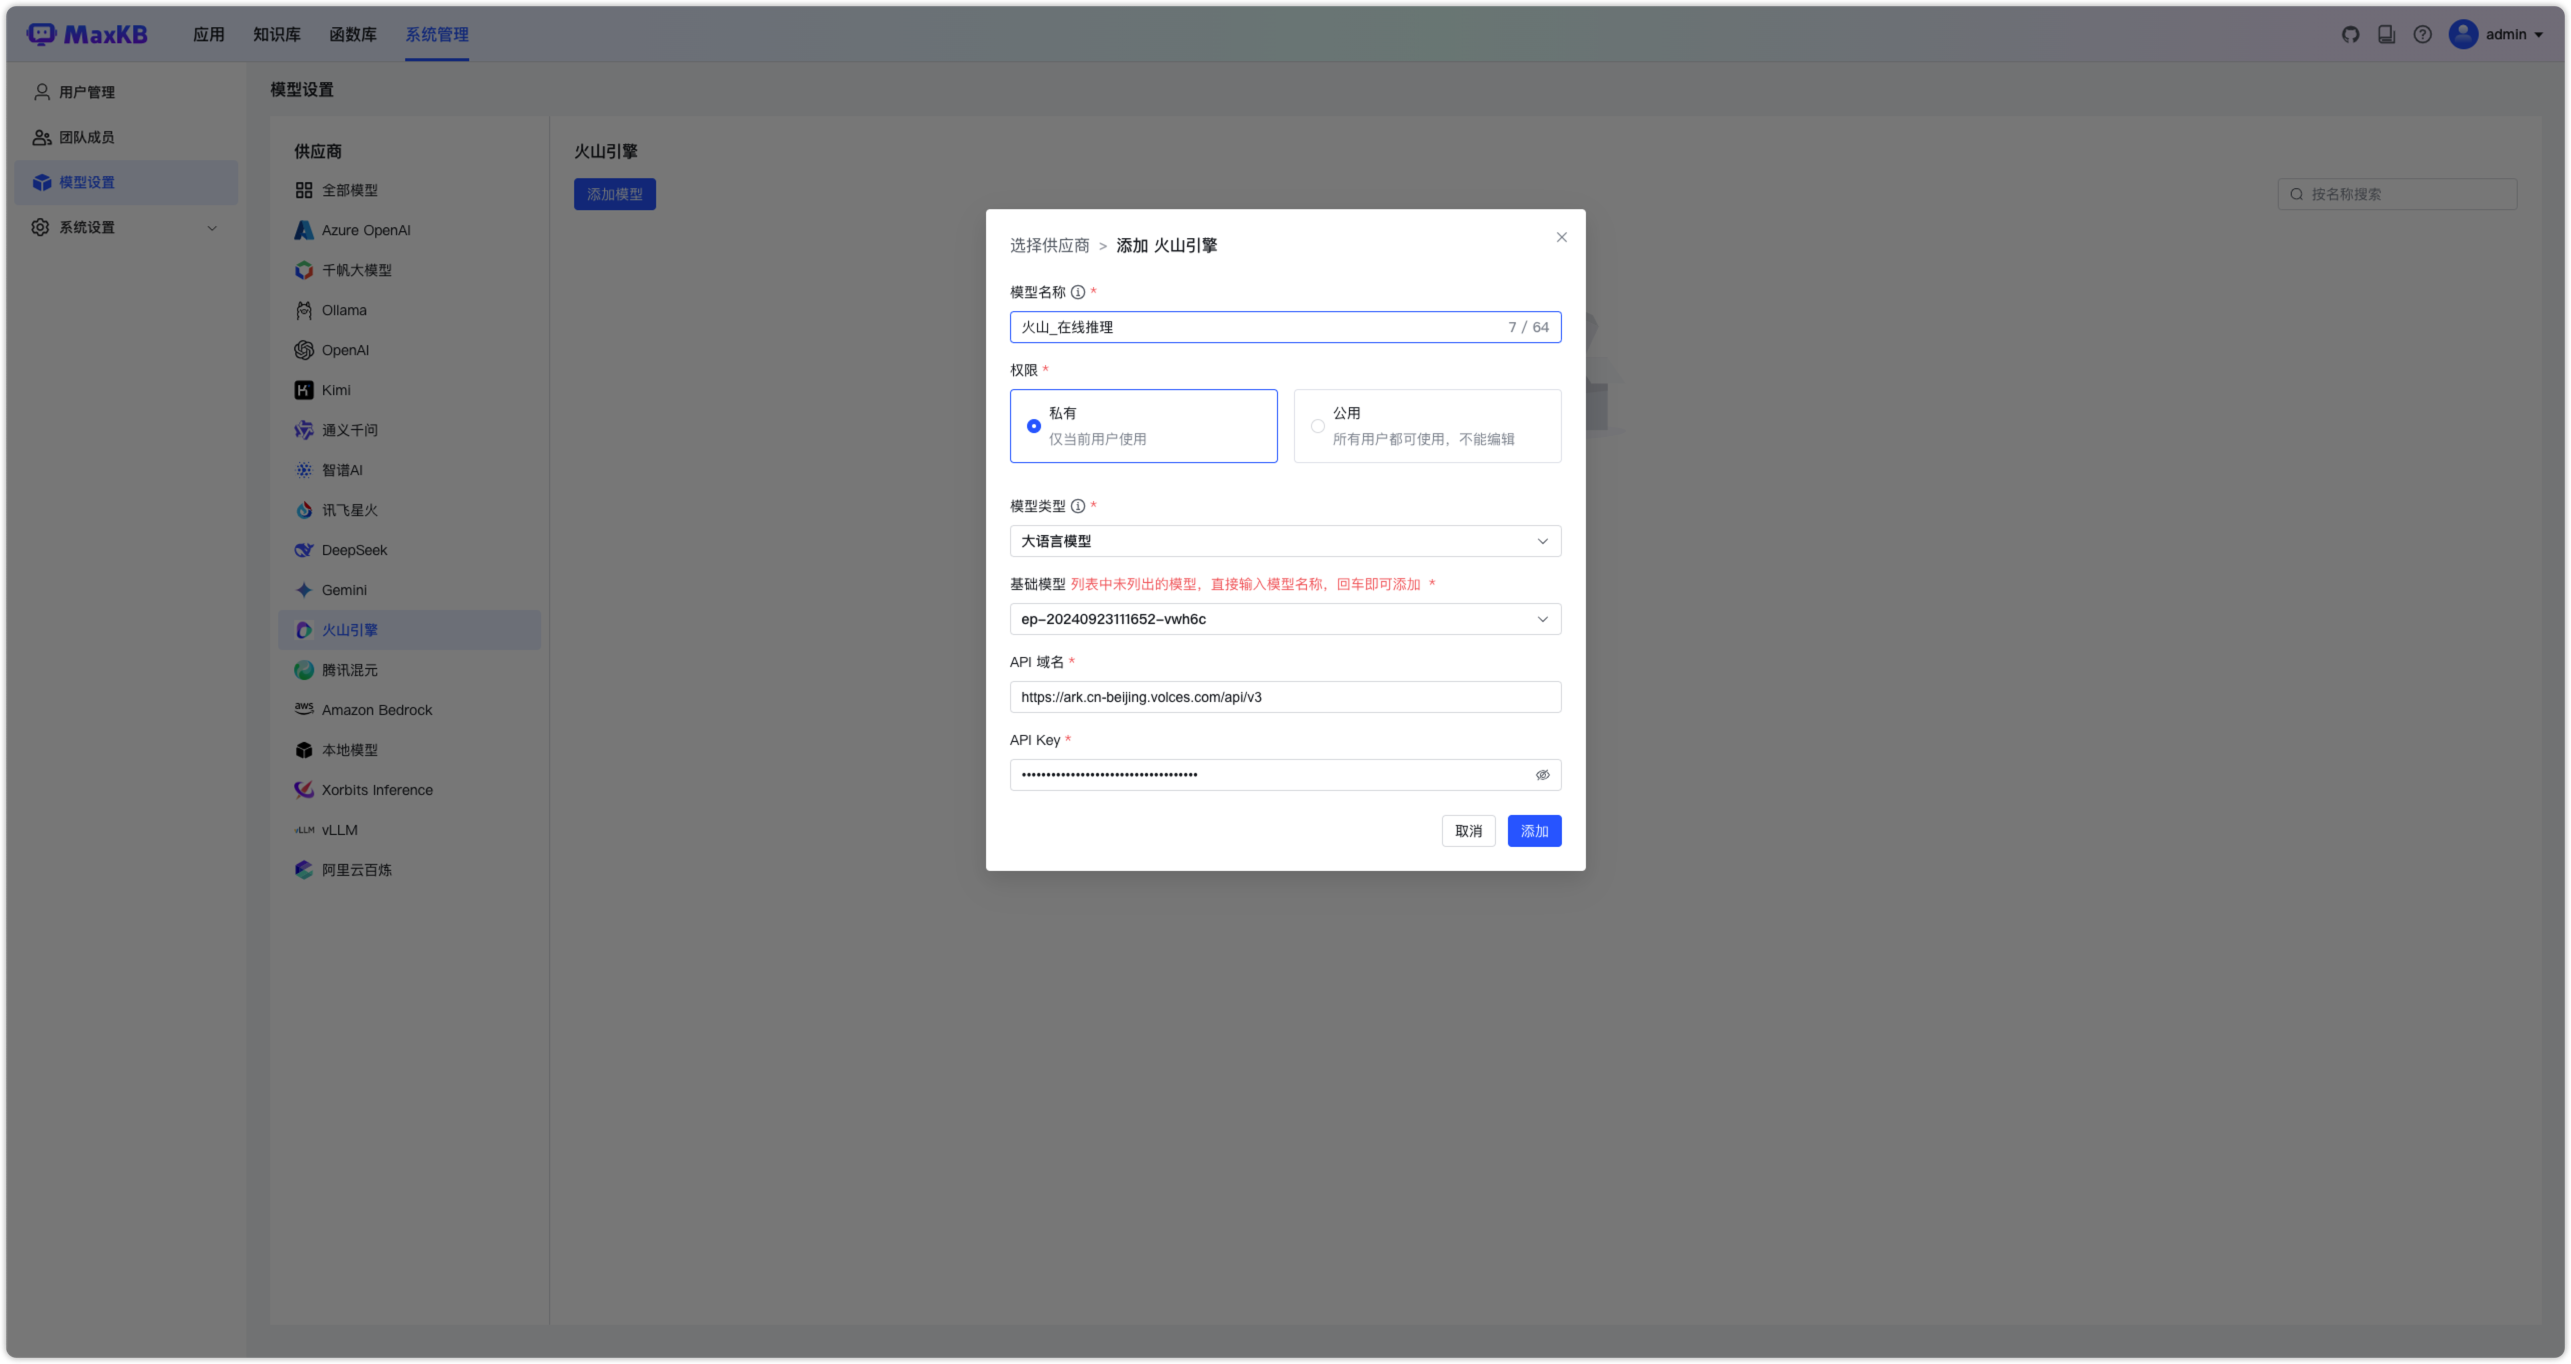 MaxKB 应用 知识库 函数库 系统管理 admin
用户管理
团队成员
模型设置
系统设置
模型设置
供应商
全部模型
Azure OpenAI
千帆大模型
Ollama
OpenAI
Kimi
通义千问
智谱AI
讯飞星火
DeepSeek
Gemini
火山引擎
腾讯混元
aws Amazon Bedrock
本地模型
Xorbits Inference
vLLM vLLM
阿里云百炼
火山引擎
添加模型
按名称搜索
选择供应商 > 添加 火山引擎
模型名称 *
火山_在线推理 7 / 64
权限 *
私有
仅当前用户使用
公用
所有用户都可使用，不能编辑
模型类型 *
大语言模型
基础模型 列表中未列出的模型，直接输入模型名称，回车即可添加 *
ep-20240923111652-vwh6c
API 域名 *
https://ark.cn-beijing.volces.com/api/v3
API Key *
••••••••••••••••••••••••••••••••••••
取消 添加